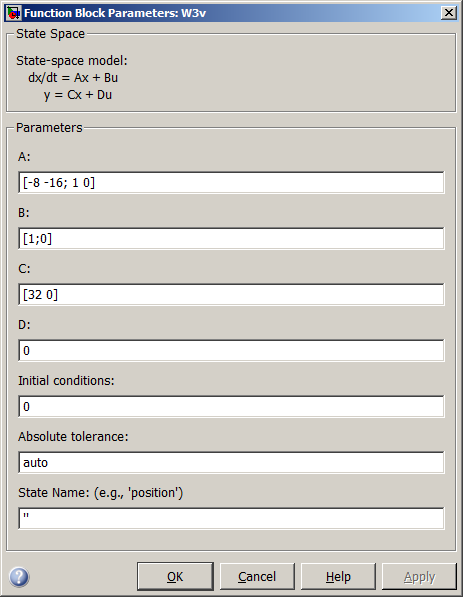 Function Block Parameters: W3v
State Space
State-space model:
dx/dt = Ax + Bu
y = Cx + Du
Parameters
A:
[-8 -16; 1 0]
B:
[1;0]
C:
[32 0]
D:
0
Initial conditions:
0
Absolute tolerance:
auto
State Name: (e.g., 'position')
''
OK Cancel Help Apply